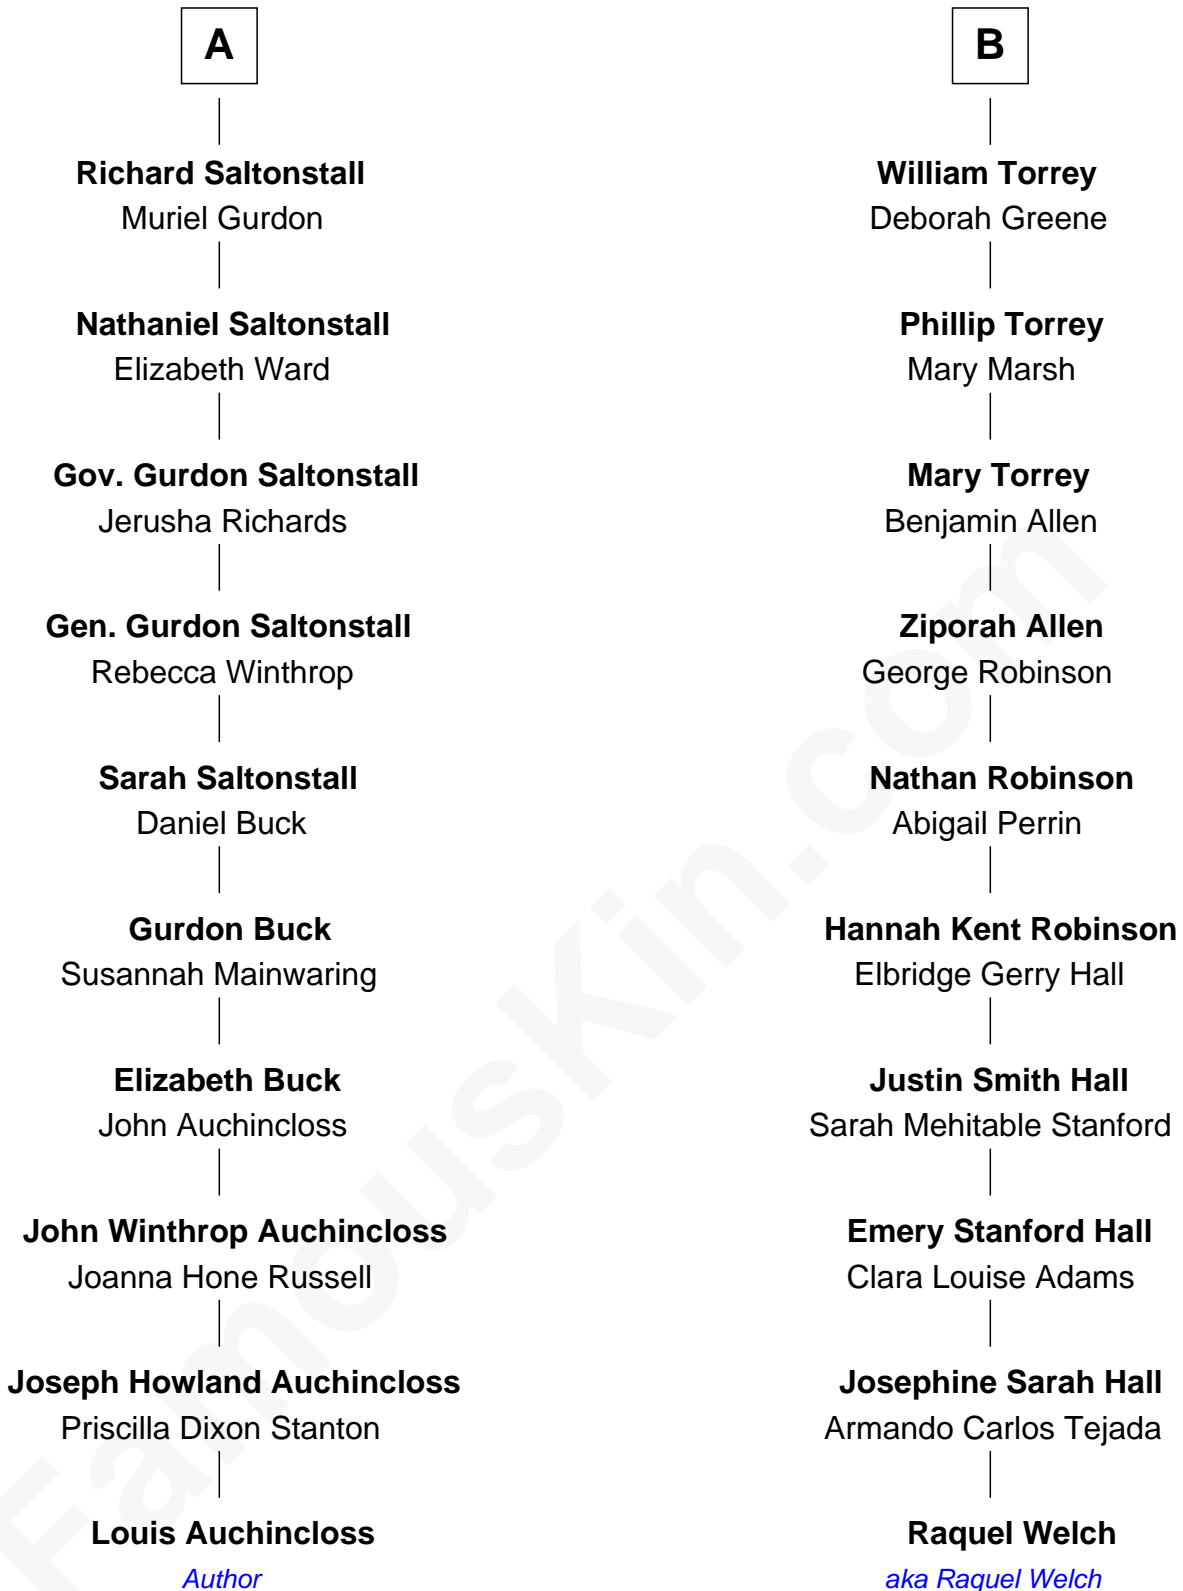 A
Richard Saltonstall
Muriel Gurdon
Nathaniel Saltonstall
Elizabeth Ward
Gov. Gurdon Saltonstall
Jerusha Richards
Gen. Gurdon Saltonstall
Rebecca Winthrop
Sarah Saltonstall
Daniel Buck
Gurdon Buck
Susannah Mainwaring
Elizabeth Buck
John Auchincloss
John Winthrop Auchincloss
Joanna Hone Russell
Joseph Howland Auchincloss
Priscilla Dixon Stanton
Louis Auchincloss
Author
B
William Torrey
Deborah Greene
Phillip Torrey
Mary Marsh
Mary Torrey
Benjamin Allen
Ziporah Allen
George Robinson
Nathan Robinson
Abigail Perrin
Hannah Kent Robinson
Elbridge Gerry Hall
Justin Smith Hall
Sarah Mehitable Stanford
Emery Stanford Hall
Clara Louise Adams
Josephine Sarah Hall
Armando Carlos Tejada
Raquel Welch
aka Raquel Welch
FamousKin.com